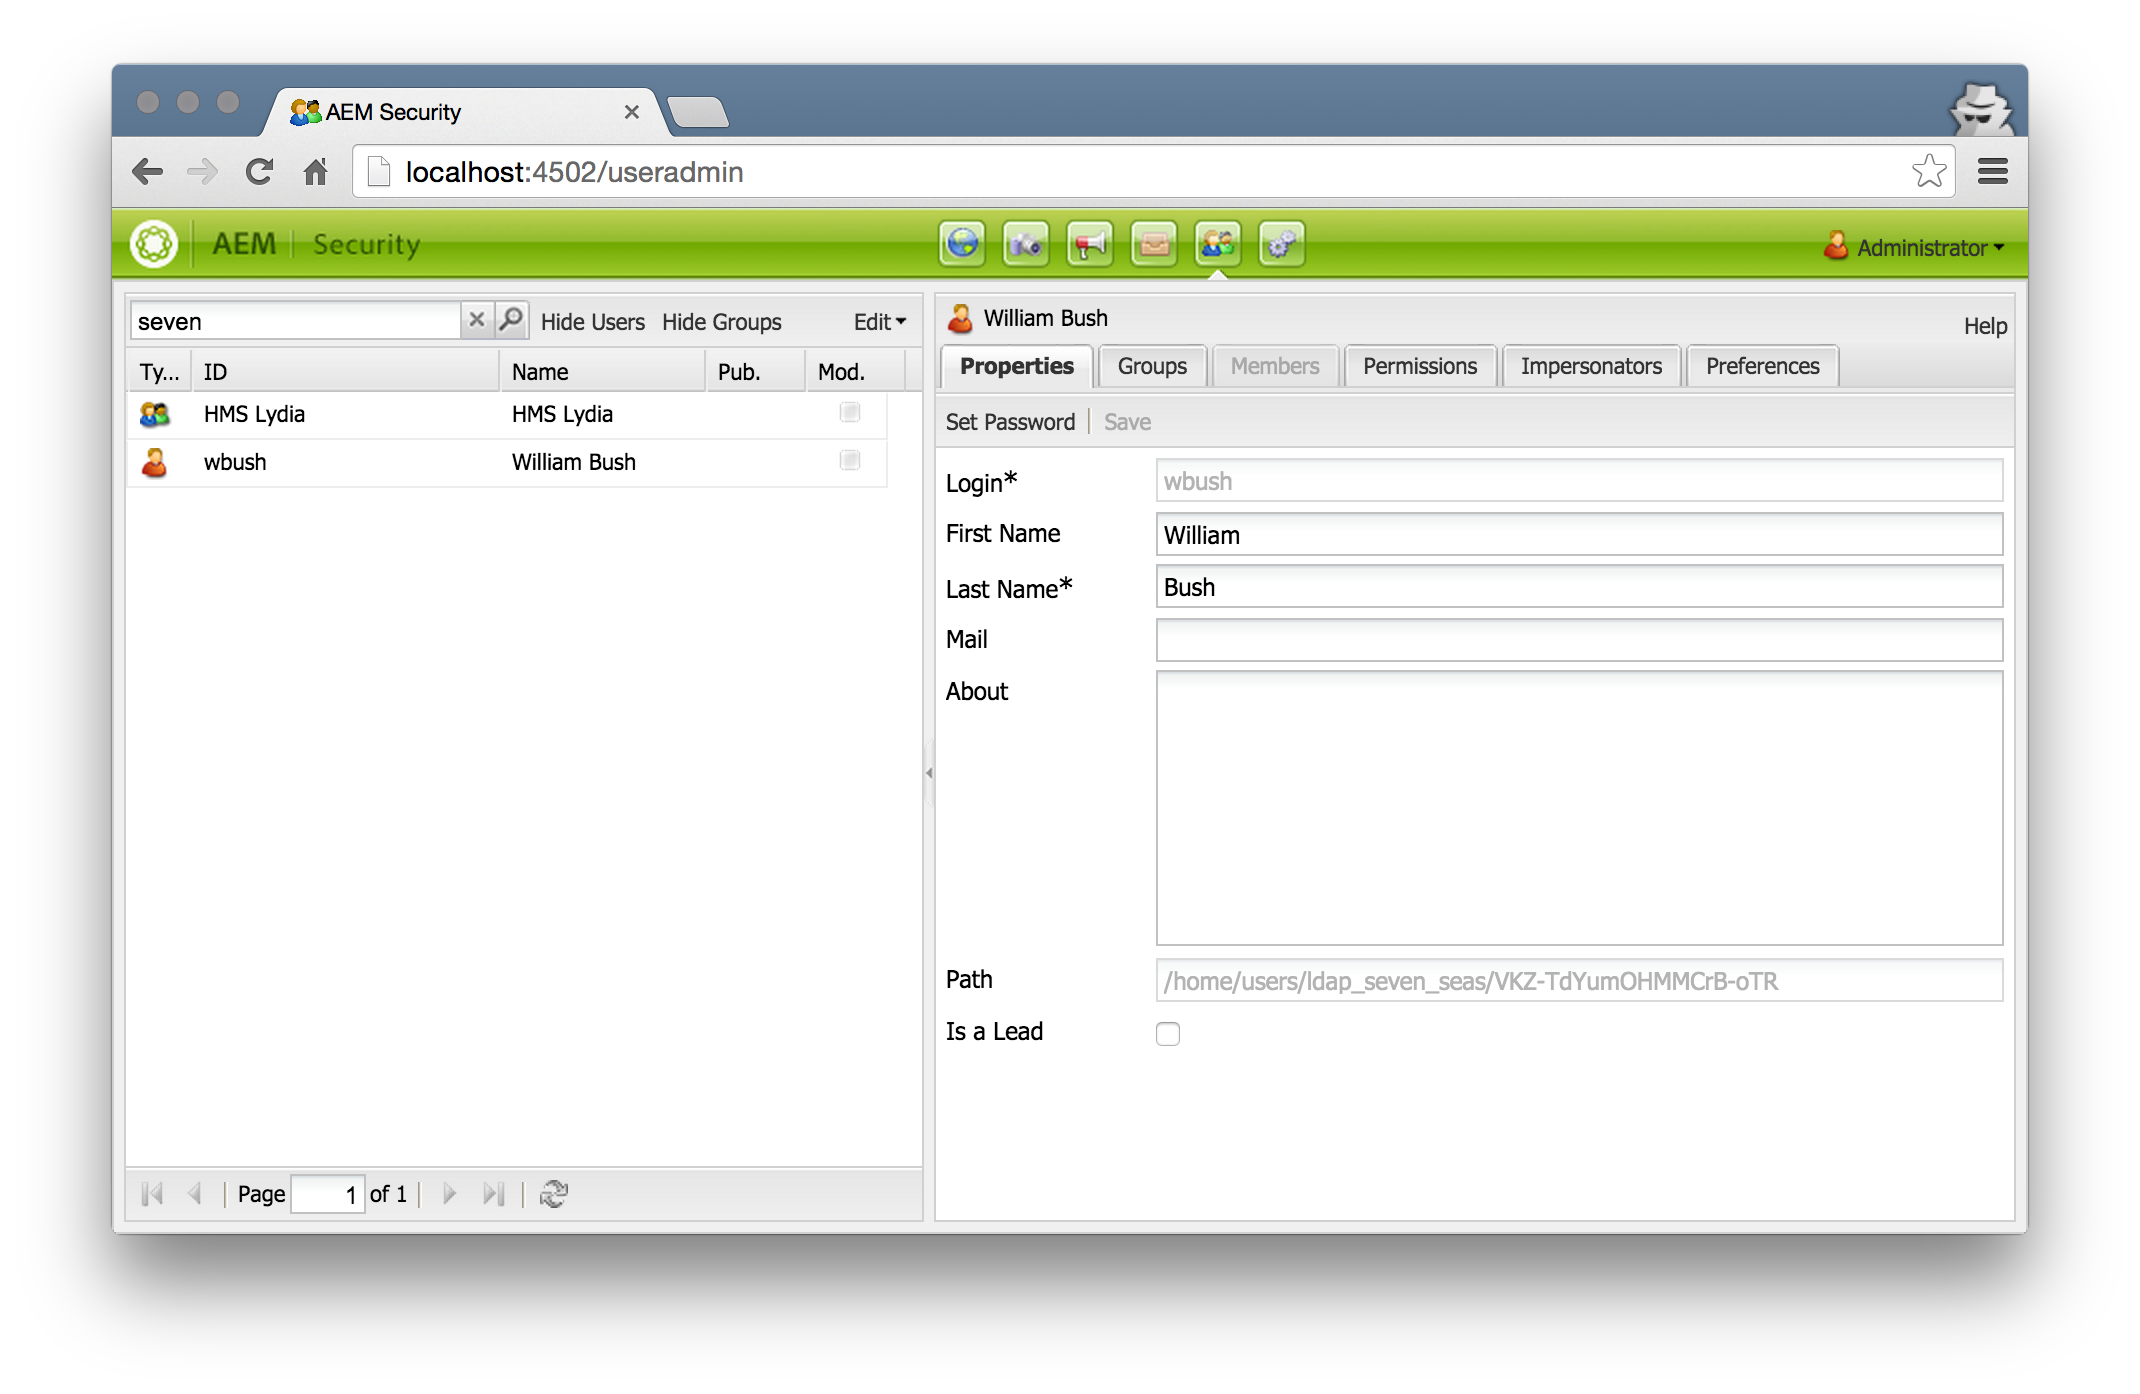 AEM Security
localhost:4502/useradmin
AEM Security Administrator
seven Hide Users Hide Groups Edit
Ty... ID Name Pub. Mod.
HMS Lydia HMS Lydia
wbush William Bush
Page 1 of 1
William Bush Help
Properties Groups Members Permissions Impersonators Preferences
Set Password Save
Login* wbush
First Name William
Last Name* Bush
Mail
About
Path /home/users/ldap_seven_seas/VKZ-TdYumOHMMCrB-oTR
Is a Lead